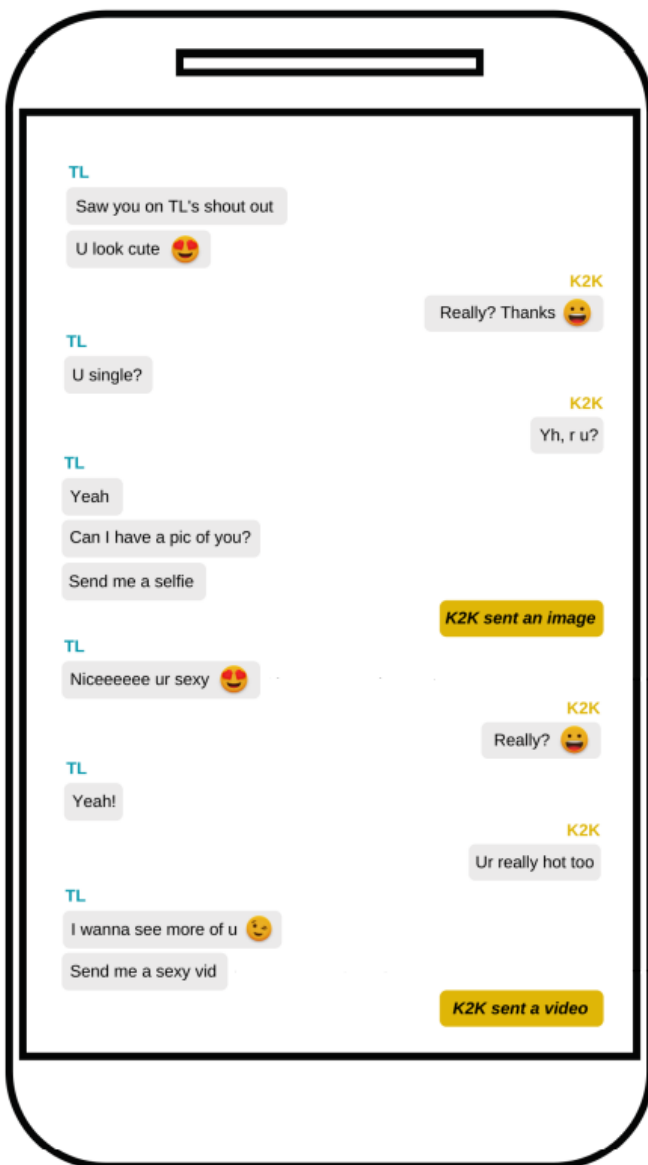 TL
Saw you on TL's shout out
U look cute 😍
K2K
Really? Thanks 😀
TL
U single?
K2K
Yh, r u?
TL
Yeah
Can I have a pic of you?
Send me a selfie
K2K sent an image
TL
Niceeeeee ur sexy 😍
K2K
Really? 😀
TL
Yeah!
K2K
Ur really hot too
TL
I wanna see more of u 😉
Send me a sexy vid
K2K sent a video